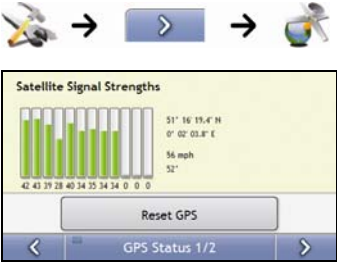 Satellite Signal Strengths
51° 16' 19.4" N
0° 02' 03.8" E
56 mph
52°
42 43 39 28 40 34 35 34 34 0 0 0
Reset GPS
GPS Status 1/2